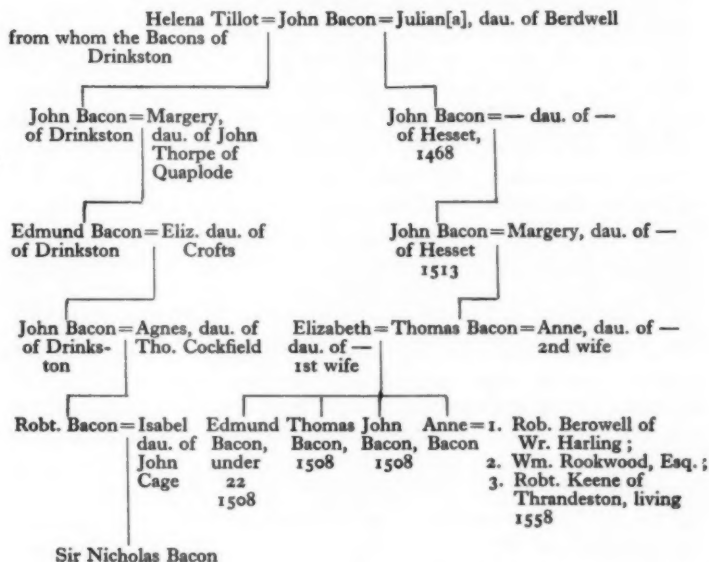 Helena Tillot=John Bacon=Julian[a], dau. of Berdwell
from whom the Bacons of
Drinkston
John Bacon=Margery,
of Drinkston
dau. of John
Thorpe of
Quaplode
John Bacon=— dau. of —
of Hesset,
1468
Edmund Bacon=Eliz. dau. of
of Drinkston
Crofts
John Bacon=Margery, dau. of —
of Hesset
1513
John Bacon=Agnes, dau. of
of Drinks-
ton
Tho. Cockfield
Elizabeth=Thomas Bacon=Anne, dau. of —
dau. of —
1st wife
2nd wife
Robt. Bacon=Isabel
dau. of
John
Cage
Edmund
Bacon,
under
22
1508
Thomas
Bacon,
1508
John
Bacon,
1508
Anne=1. Rob. Berowell of
Bacon
Wr. Harling;
2. Wm. Rookwood, Esq.;
3. Robt. Keene of
Thrandeston, living
1558
Sir Nicholas Bacon